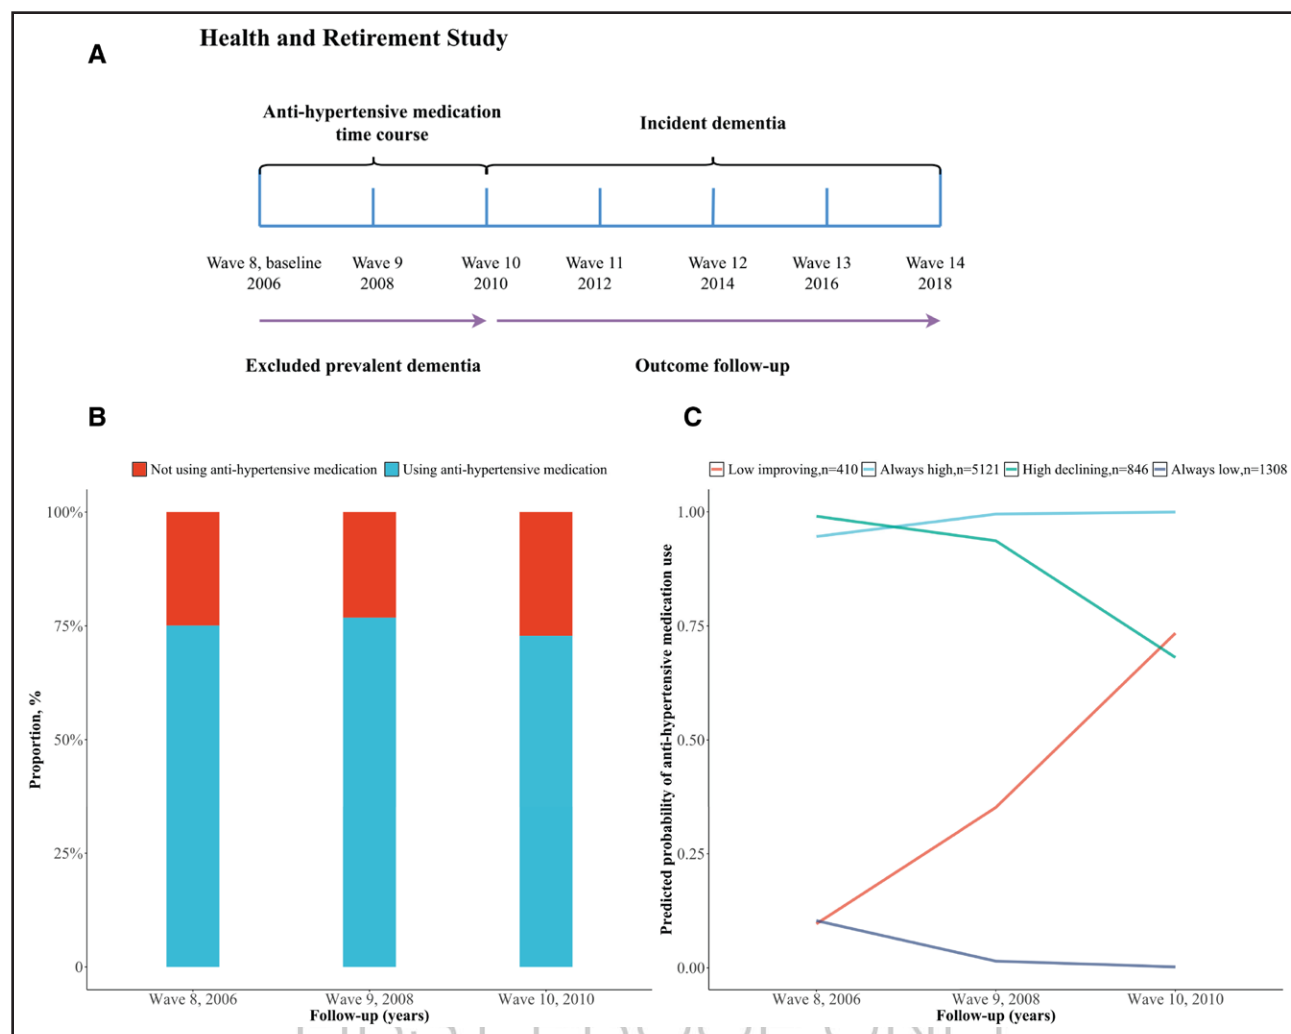 Health and Retirement Study
A
Anti-hypertensive medication
time course
Incident dementia
Wave 8, baseline
2006
Wave 9
2008
Wave 10
2010
Wave 11
2012
Wave 12
2014
Wave 13
2016
Wave 14
2018
Excluded prevalent dementia
Outcome follow-up
B
Not using anti-hypertensive medication
Using anti-hypertensive medication
Proportion, %
100%
75%
50%
25%
0
Wave 8, 2006
Wave 9, 2008
Wave 10, 2010
Follow-up (years)
C
Low improving,n=410
Always high,n=5121
High declining,n=846
Always low,n=1308
Predicted probability of anti-hypertensive medication use
1.00
0.75
0.50
0.25
0.00
Wave 8, 2006
Wave 9, 2008
Wave 10, 2010
Follow-up (years)